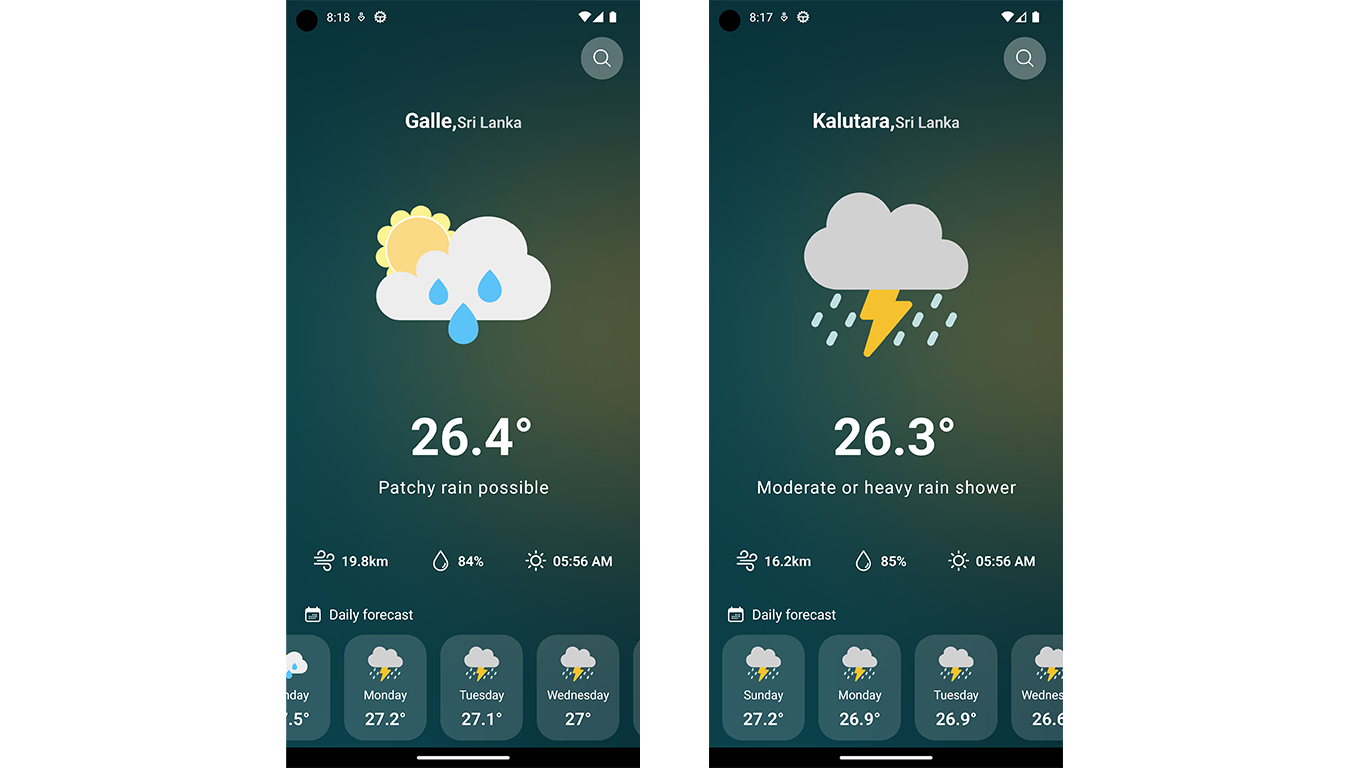 8:18
Galle,Sri Lanka
26.4°
Patchy rain possible
19.8km 84% 05:56 AM
Daily forecast
nday Monday Tuesday Wednesday
.5° 27.2° 27.1° 27°
8:17
Kalutara,Sri Lanka
26.3°
Moderate or heavy rain shower
16.2km 85% 05:56 AM
Daily forecast
Sunday Monday Tuesday Wednes
27.2° 26.9° 26.9° 26.6